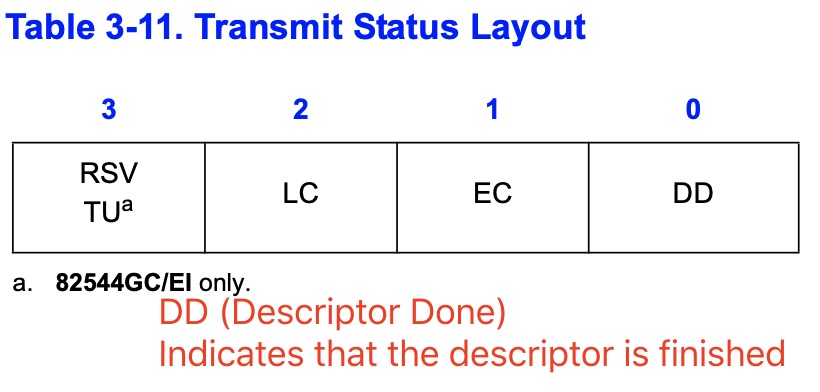 Table 3-11. Transmit Status Layout
3 2 1 0
RSV TUa LC EC DD
a. 82544GC/EI only.
DD (Descriptor Done)
Indicates that the descriptor is finished